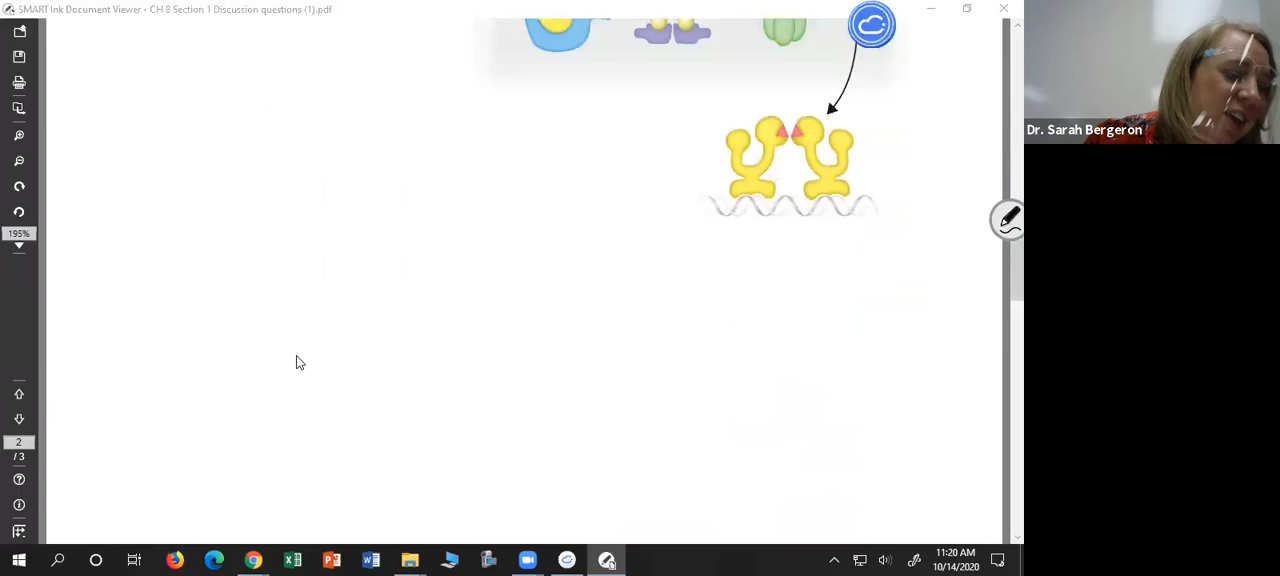 SMART Ink Document Viewer - CH 8 Section 1 Discussion questions (1).pdf
Dr. Sarah Bergeron
195%
2
/ 3
11:20 AM
10/14/2020